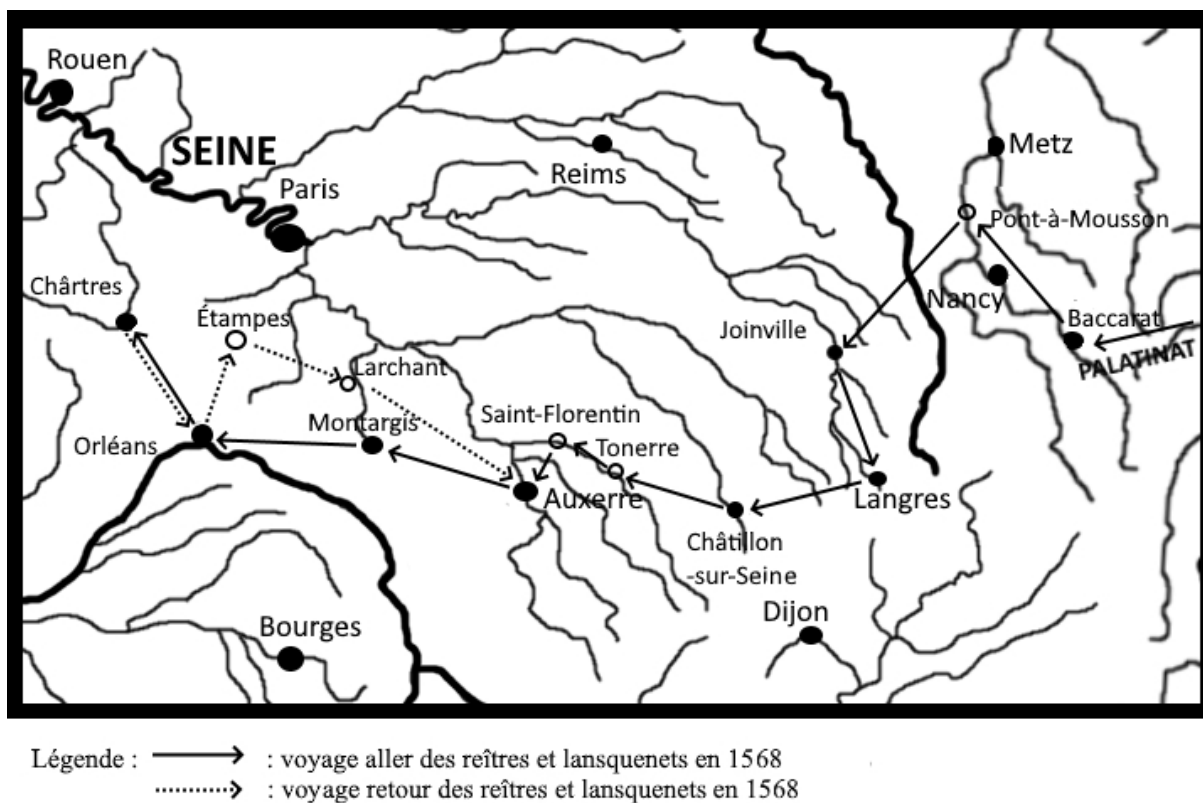 Rouen
SEINE
Paris
Reims
Metz
Pont-à-Mousson
Nancy
Chârtres
Étampes
Joinville
Baccarat
PALATINAT
Larchant
Saint-Florentin
Montargis
Tonerre
Orléans
Auxerre
Langres
Châtillon
-sur-Seine
Dijon
Bourges
Légende : : voyage aller des reîtres et lansquenets en 1568
: voyage retour des reîtres et lansquenets en 1568